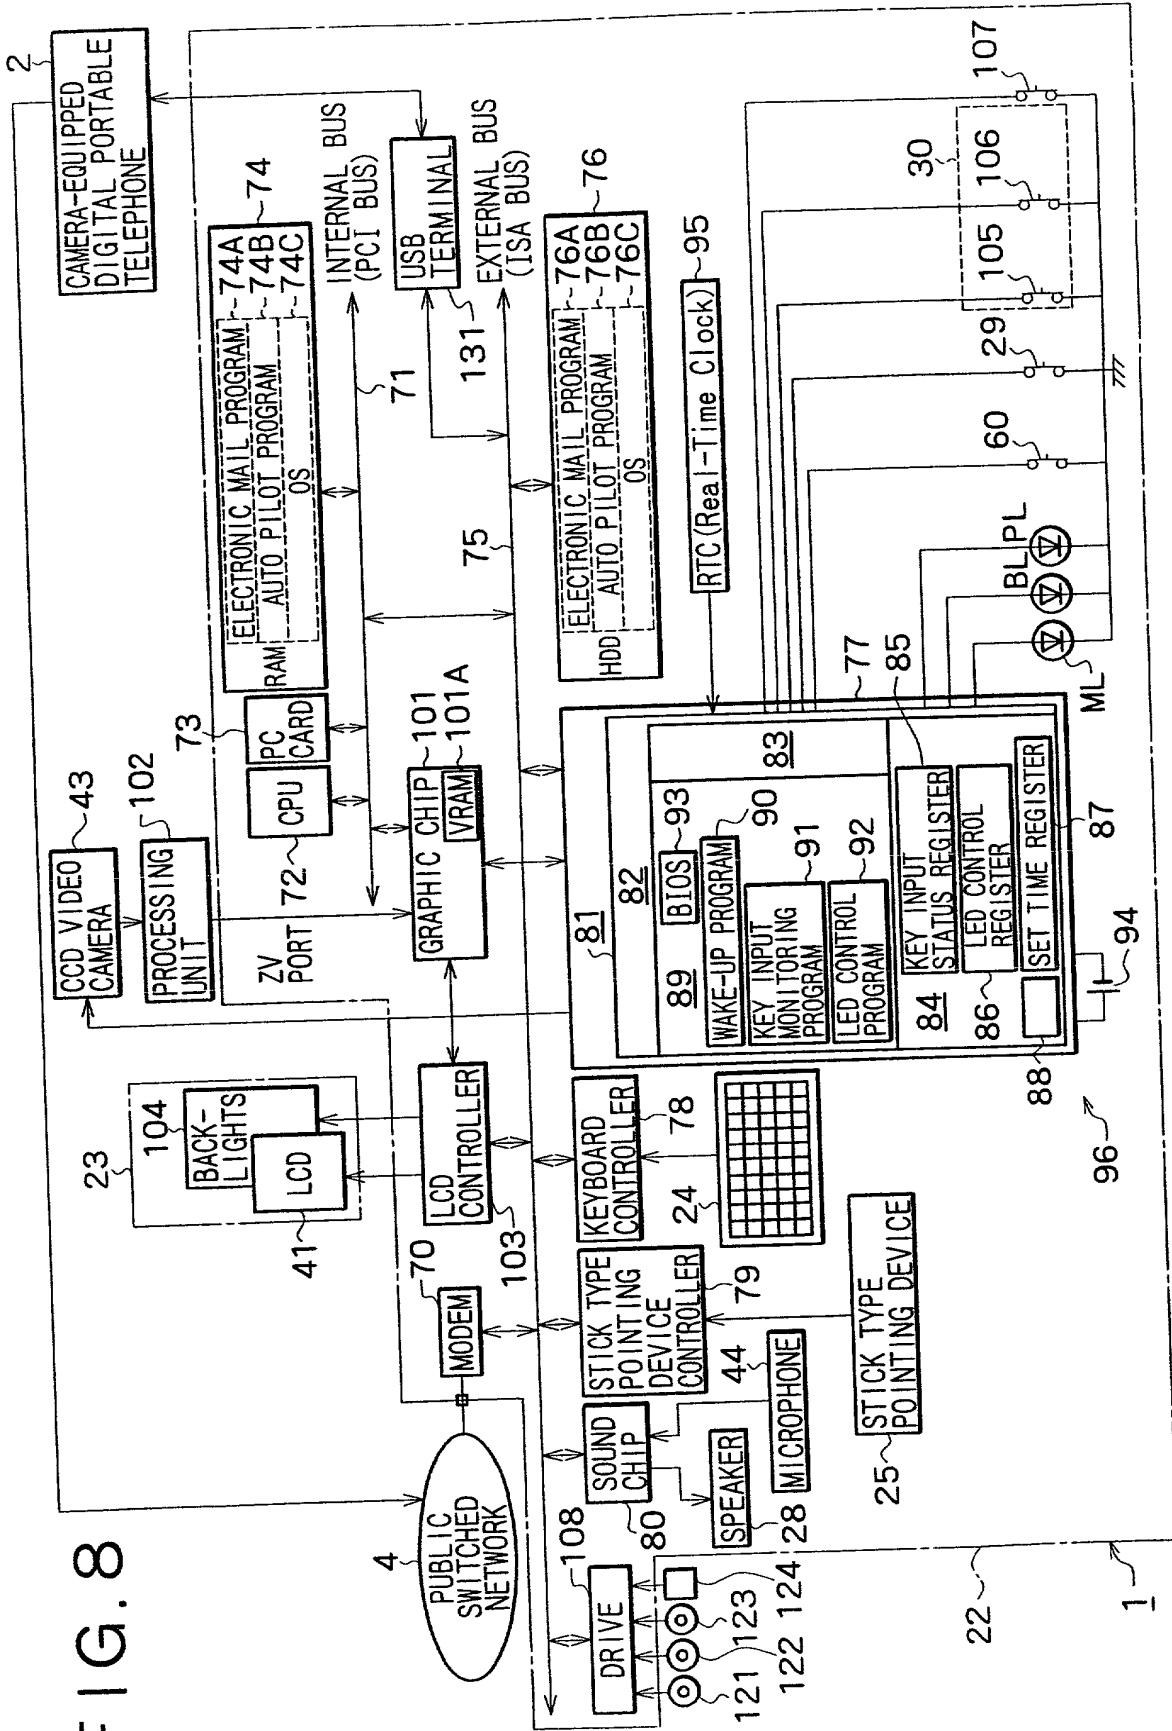 FIG. 8
2
CAMERA-EQUIPPED
DIGITAL PORTABLE
TELEPHONE
4
PUBLIC
SWITCHED
NETWORK
70
MODEM
23
104
BACK-
LIGHTS
LCD
41
LCD
CONTROLLER
103
43
CCD VIDEO
CAMERA
102
PROCESSING
UNIT
ZV
PORT
72
CPU
73
PC
CARD
GRAPHIC CHIP
101
VRAM
101A
RAM
ELECTRONIC MAIL PROGRAM
AUTO PILOT PROGRAM
OS
74
74A
74B
74C
INTERNAL BUS
(PCI BUS)
71
USB
TERMINAL
131
EXTERNAL BUS
(ISA BUS)
75
HDD
ELECTRONIC MAIL PROGRAM
AUTO PILOT PROGRAM
OS
76
76A
76B
76C
RTC(Real-Time Clock)
95
108
DRIVE
121
122
123
124
SOUND
CHIP
80
SPEAKER
28
MICROPHONE
44
STICK TYPE
POINTING
DEVICE
CONTROLLER
79
STICK TYPE
POINTING DEVICE
25
KEYBOARD
CONTROLLER
78
24
77
81
82
83
89
BIOS
93
WAKE-UP PROGRAM
90
KEY INPUT
MONITORING
PROGRAM
91
LED CONTROL
PROGRAM
92
84
KEY INPUT
STATUS REGISTER
85
LED CONTROL
REGISTER
86
SET TIME REGISTER
87
88
94
96
ML
BL
PL
60
29
30
105
106
107
22
1